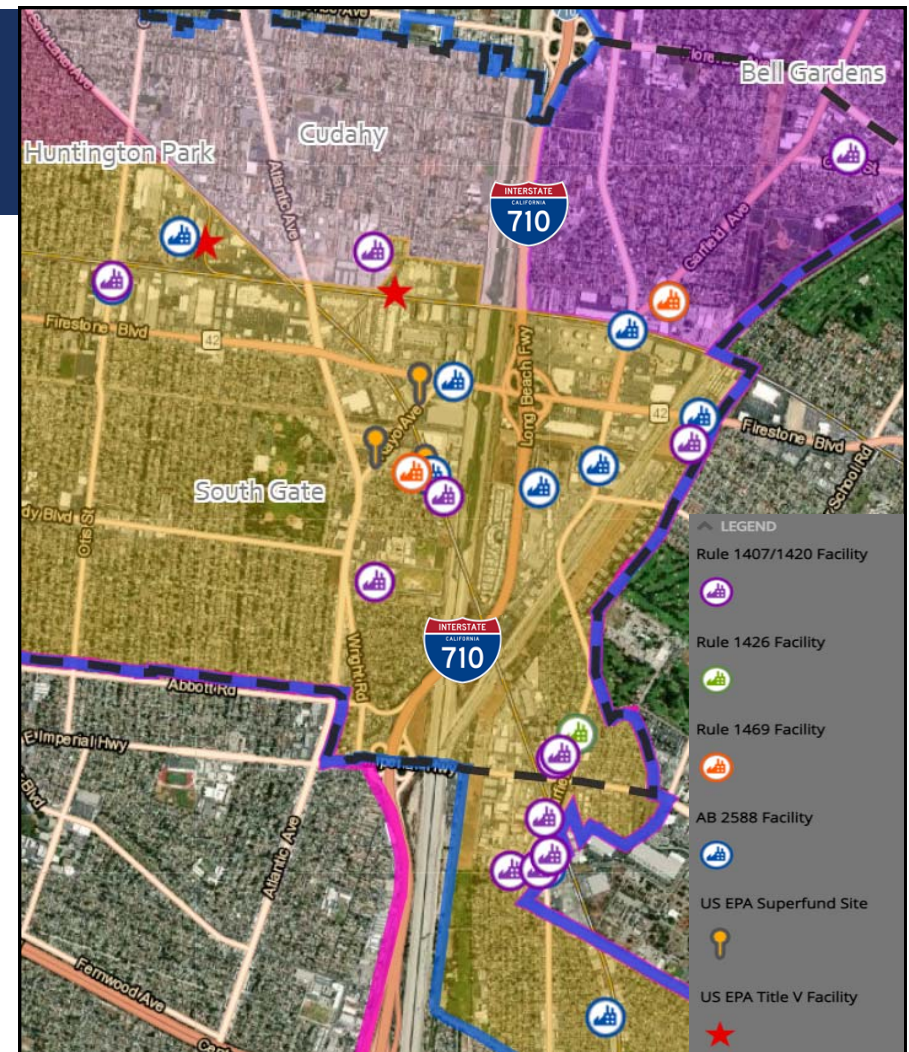 710
Bell Gardens
Cudahy
Huntington Park
Atlantic Ave
INTERSTATE
CALIFORNIA
710
Garfield Ave
Firestone Blvd
42
Long Beach Fwy
42
Firestone Blvd
School Rd
South Gate
Otis St
INTERSTATE
CALIFORNIA
710
Wright Rd
Abbott Rd
E Imperial Hwy
Atlantic Ave
Fernwood Ave
LEGEND
Rule 1407/1420 Facility
Rule 1426 Facility
Rule 1469 Facility
AB 2588 Facility
US EPA Superfund Site
US EPA Title V Facility